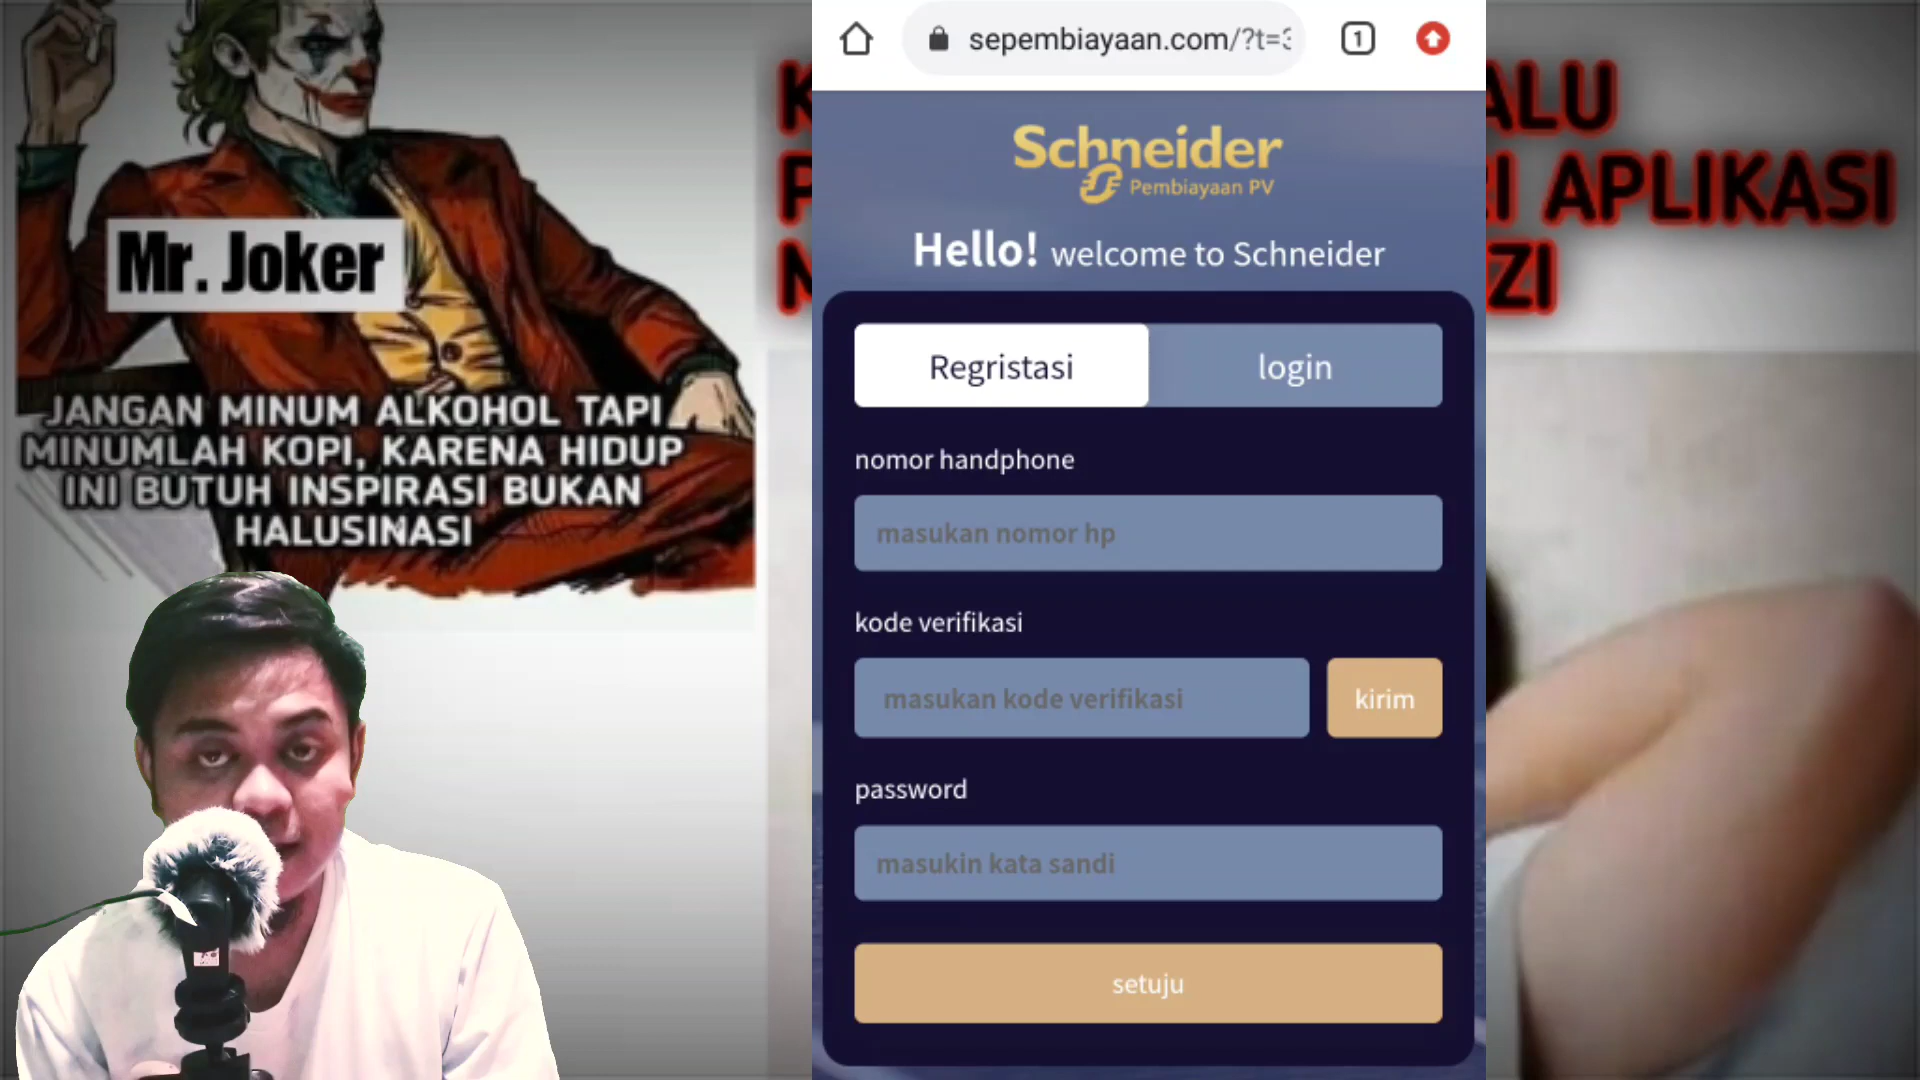 Mr. Joker
JANGAN MINUM ALKOHOL TAPI
MINUMLAH KOPI, KARENA HIDUP
INI BUTUH INSPIRASI BUKAN
HALUSINASI
sepembiayaan.com/?t=3
1
Schneider
Pembiayaan PV
Hello! welcome to Schneider
Regristasi
login
nomor handphone
masukan nomor hp
kode verifikasi
masukan kode verifikasi
kirim
password
masukin kata sandi
setuju
ALU
I APLIKASI
ZI